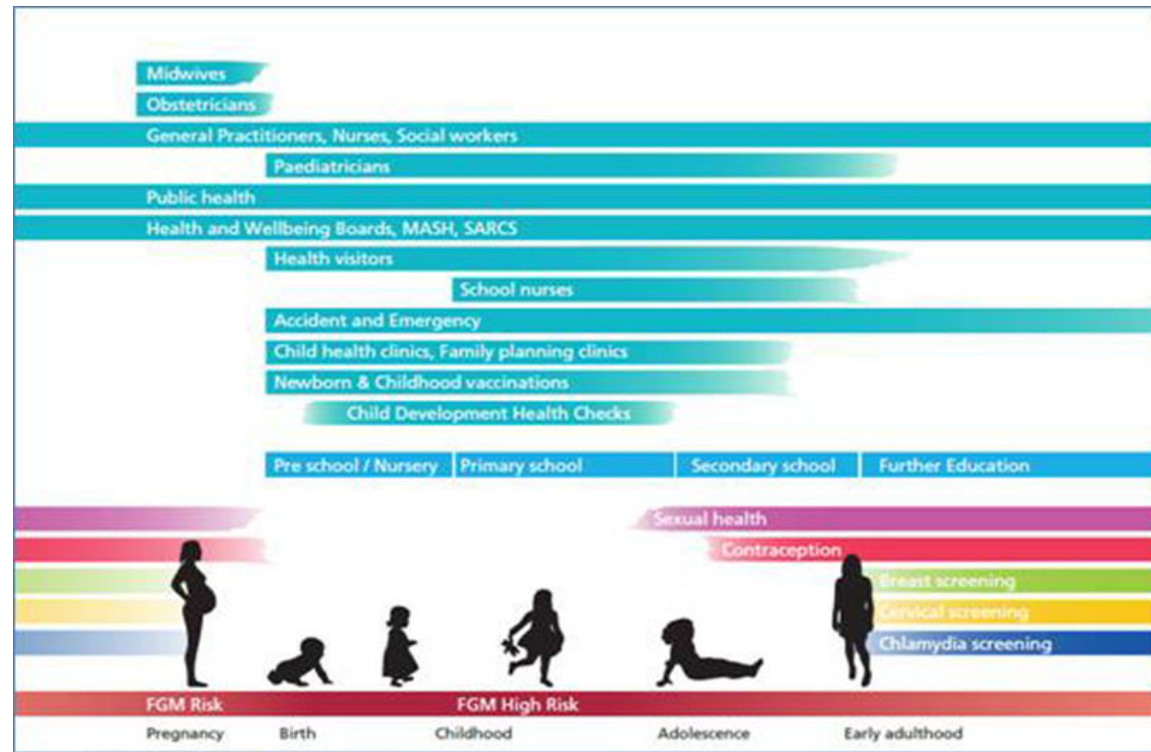 Midwives
Obstetricians
General Practitioners, Nurses, Social workers
Paediatricians
Public health
Health and Wellbeing Boards, MASH, SARCS
Health visitors
School nurses
Accident and Emergency
Child health clinics, Family planning clinics
Newborn & Childhood vaccinations
Child Development Health Checks
Pre school / Nursery Primary school Secondary school Further Education
Sexual health
Contraception
Breast screening
Cervical screening
Chlamydia screening
FGM Risk FGM High Risk
Pregnancy Birth Childhood Adolescence Early adulthood